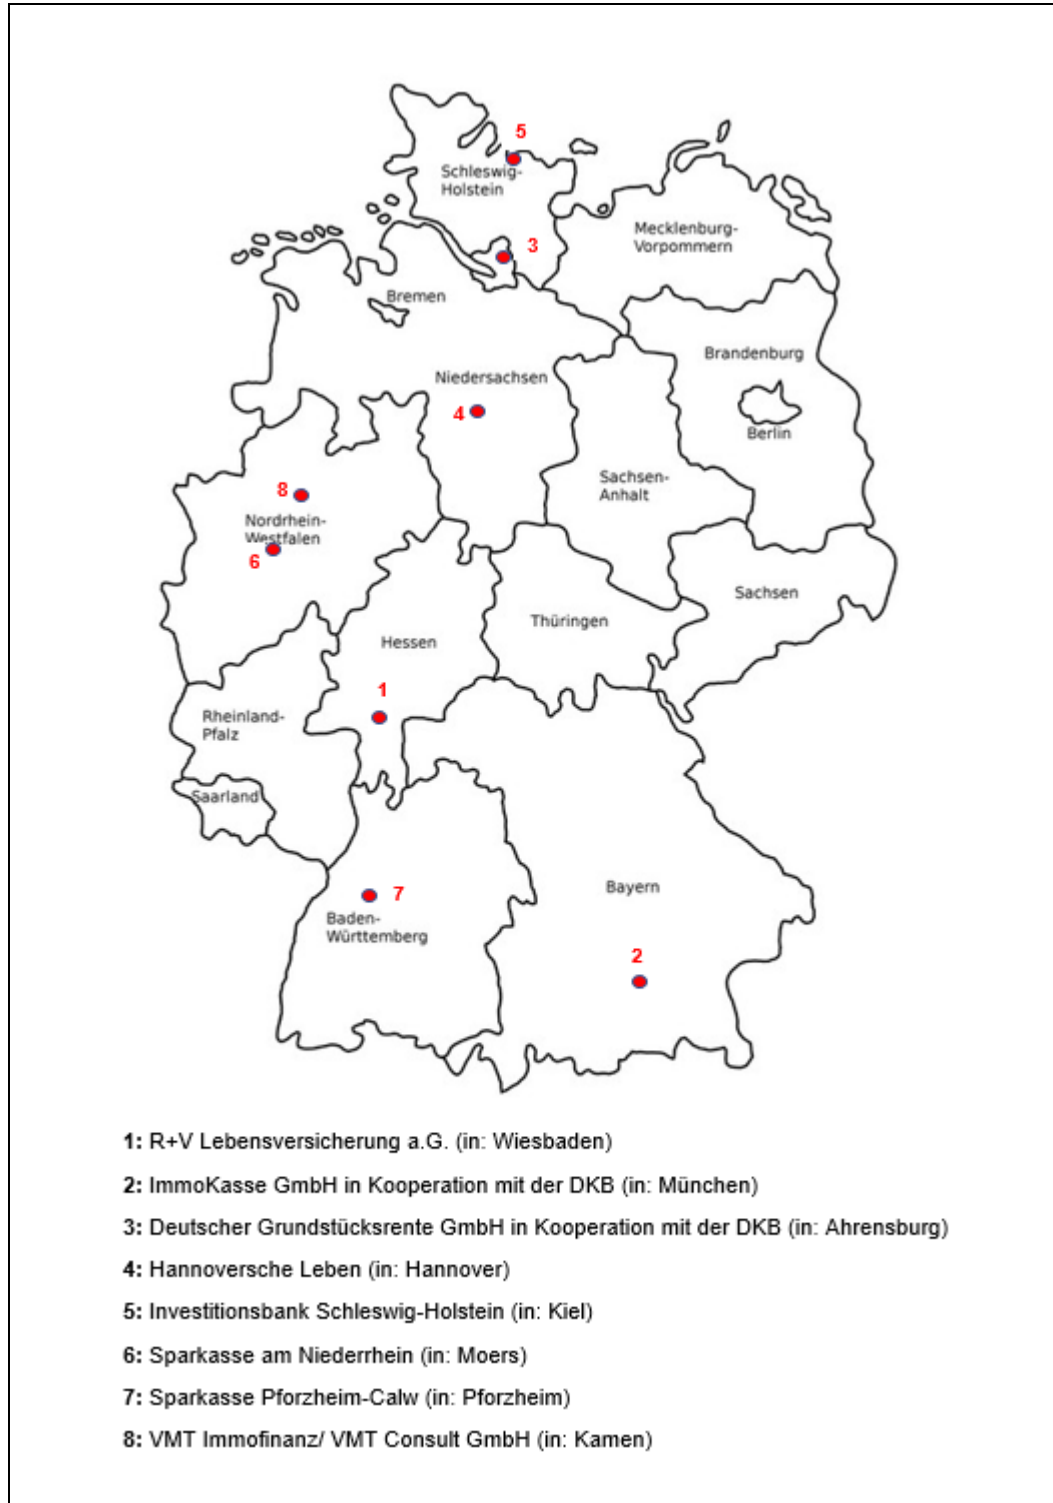 5
Schleswig-
Holstein
3
Mecklenburg-
Vorpommern
Bremen
Brandenburg
Niedersachsen
4
Berlin
8
Sachsen-
Anhalt
Nordrhein-
Westfalen
6
Sachsen
Thüringen
Hessen
1
Rheinland-
Pfalz
Saarland
7
Bayern
Baden-
Württemberg
2
1: R+V Lebensversicherung a.G. (in: Wiesbaden)
2: ImmoKasse GmbH in Kooperation mit der DKB (in: München)
3: Deutscher Grundstücksrente GmbH in Kooperation mit der DKB (in: Ahrensburg)
4: Hannoversche Leben (in: Hannover)
5: Investitionsbank Schleswig-Holstein (in: Kiel)
6: Sparkasse am Niederrhein (in: Moers)
7: Sparkasse Pforzheim-Calw (in: Pforzheim)
8: VMT Immofinanz/ VMT Consult GmbH (in: Kamen)